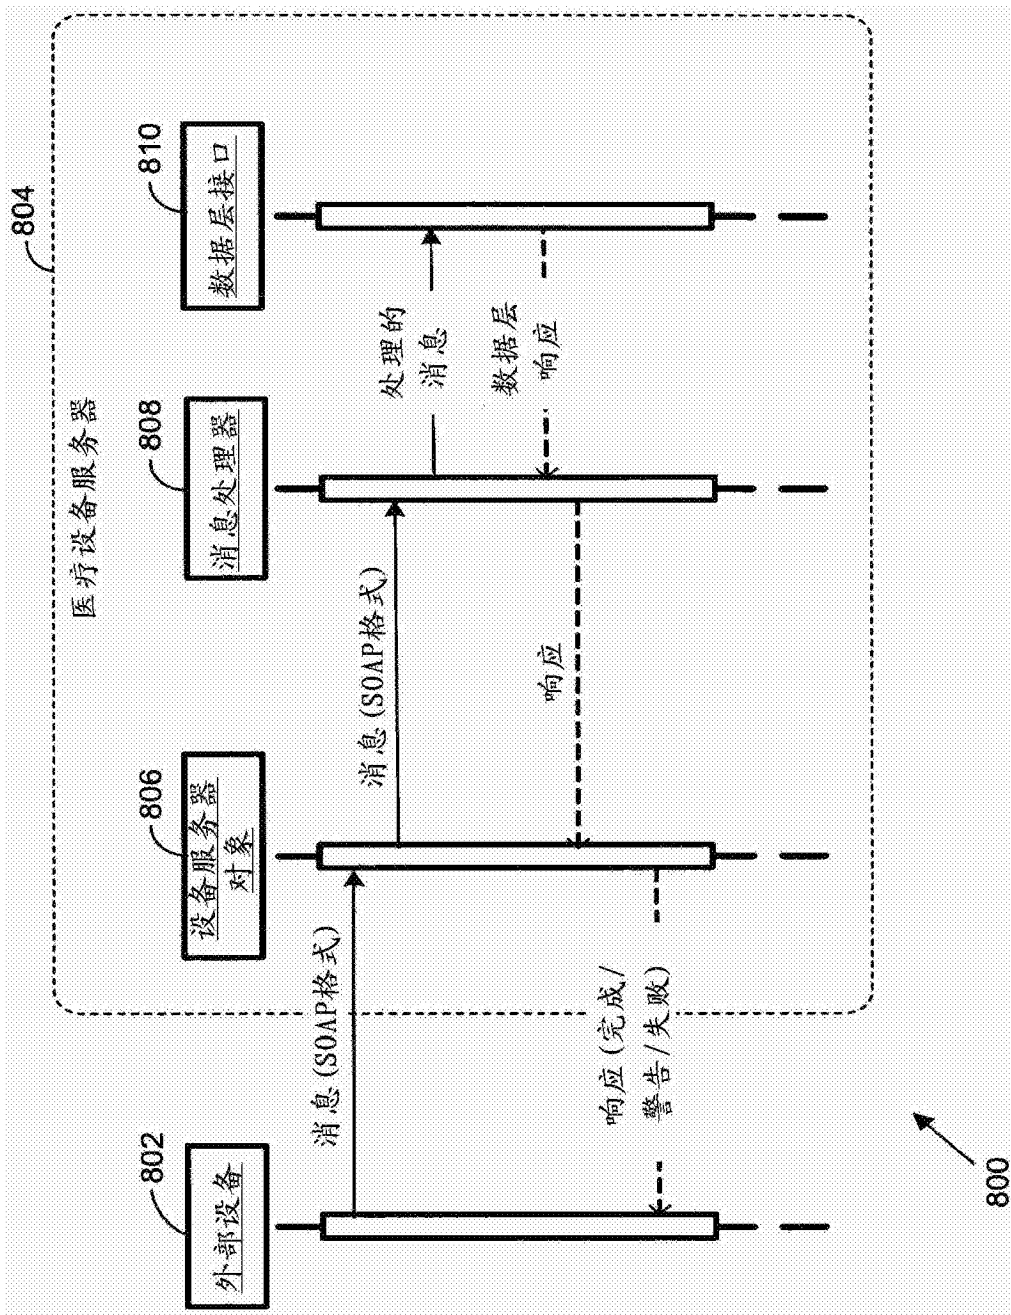 804
医疗设备服务器
802
外部设备
806
设备服务器
对象
808
消息处理器
810
数据层接口
消息(SOAP格式)
消息(SOAP格式)
处理的
消息
数据层
响应
响应
响应(完成/
警告/失败)
800